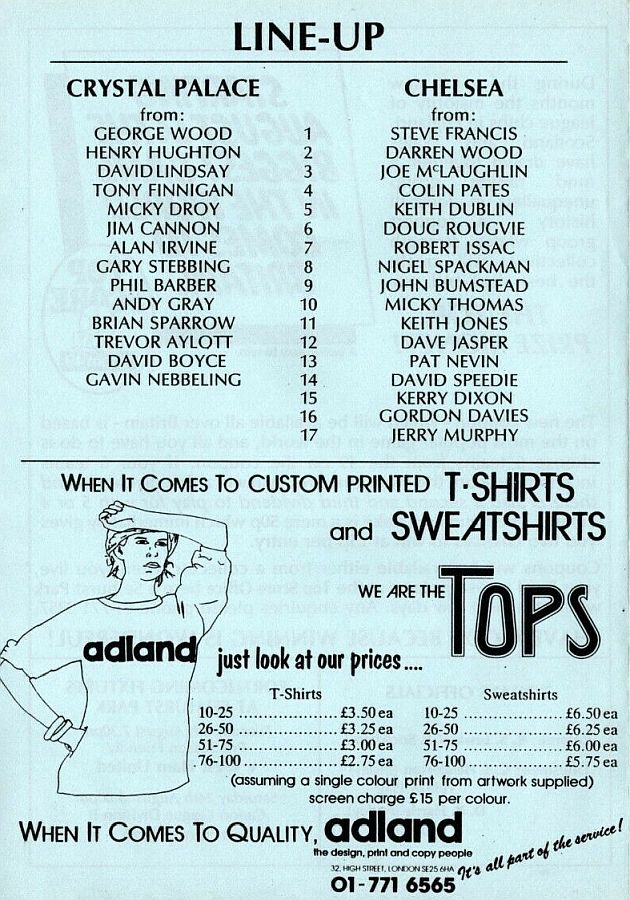 LINE-UP
CRYSTAL PALACE CHELSEA
from: from:
GEORGE WOOD 1 STEVE FRANCIS
HENRY HUGHTON 2 DARREN WOOD
DAVID LINDSAY 3 JOE McLAUGHLIN
TONY FINNIGAN 4 COLIN PATES
MICKY DROY 5 KEITH DUBLIN
JIM CANNON 6 DOUG ROUGVIE
ALAN IRVINE 7 ROBERT ISSAC
GARY STEBBING 8 NIGEL SPACKMAN
PHIL BARBER 9 JOHN BUMSTEAD
ANDY GRAY 10 MICKY THOMAS
BRIAN SPARROW 11 KEITH JONES
TREVOR AYLOTT 12 DAVE JASPER
DAVID BOYCE 13 PAT NEVIN
GAVIN NEBBELING 14 DAVID SPEEDIE
15 KERRY DIXON
16 GORDON DAVIES
17 JERRY MURPHY
WHEN IT COMES TO CUSTOM PRINTED T·SHIRTS
and SWEATSHIRTS
WE ARE THE TOPS
adland just look at our prices....
T-Shirts Sweatshirts
10-25 ....................£3.50 ea 10-25 ....................£6.50 ea
26-50 ....................£3.25 ea 26-50 ....................£6.25 ea
51-75 ....................£3.00 ea 51-75 ....................£6.00 ea
76-100 ..................£2.75 ea 76-100 ..................£5.75 ea
(assuming a single colour print from artwork supplied)
screen charge £15 per colour.
WHEN IT COMES TO QUALITY, adland
the design, print and copy people
32, HIGH STREET, LONDON SE25 6HA
01-771 6565
It's all part of the service!